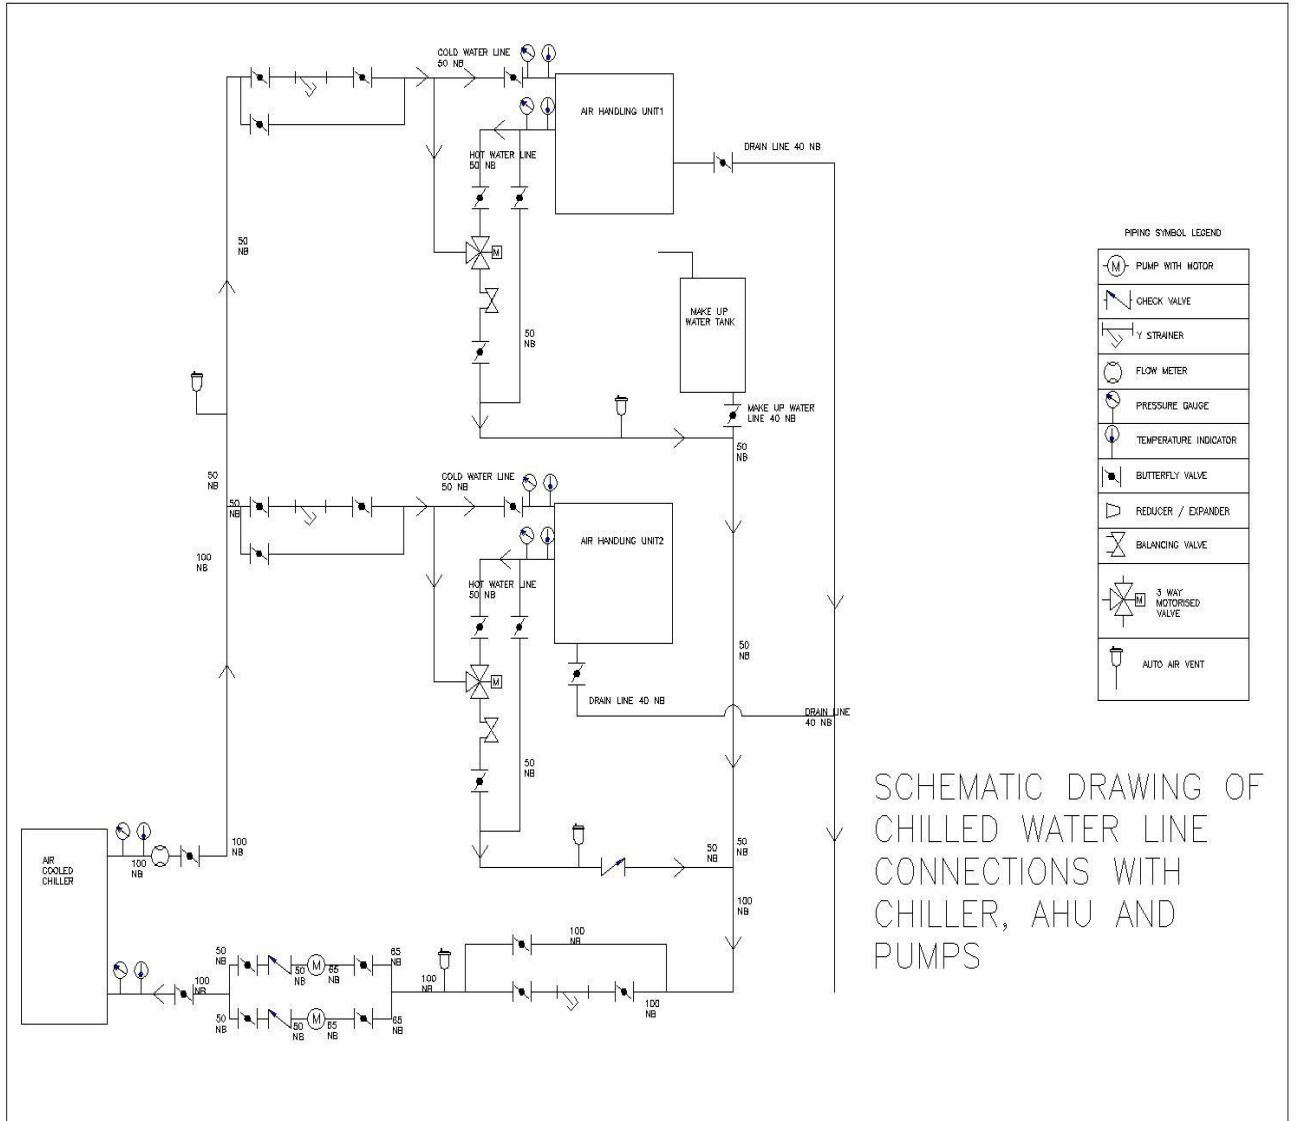 COLD WATER LINE
50 NB
AIR HANDLING UNIT1
HOT WATER LINE
50 NB
DRAIN LINE 40 NB
50
NB
M
50
NB
MAKE UP
WATER TANK
MAKE UP WATER
LINE 40 NB
50
NB
PIPING SYMBOL LEGEND
M PUMP WITH MOTOR
CHECK VALVE
Y STRAINER
FLOW METER
PRESSURE GAUGE
TEMPERATURE INDICATOR
BUTTERFLY VALVE
REDUCER / EXPANDER
BALANCING VALVE
M
3 WAY
MOTORISED
VALVE
AUTO AIR VENT
50
NB
50
NB
100
NB
COLD WATER LINE
50 NB
AIR HANDLING UNIT2
HOT WATER LINE
50 NB
M
50
NB
DRAIN LINE 40 NB
50
NB
DRAIN LINE
40 NB
SCHEMATIC DRAWING OF
CHILLED WATER LINE
CONNECTIONS WITH
CHILLER, AHU AND
PUMPS
AIR
COOLED
CHILLER
100
NB
100
NB
50
NB
50
NB
100
NB
100
NB
50
NB
50
NB
M
65
NB
65
NB
50
NB
50
NB
M
65
NB
65
NB
100
NB
100
NB
100
NB